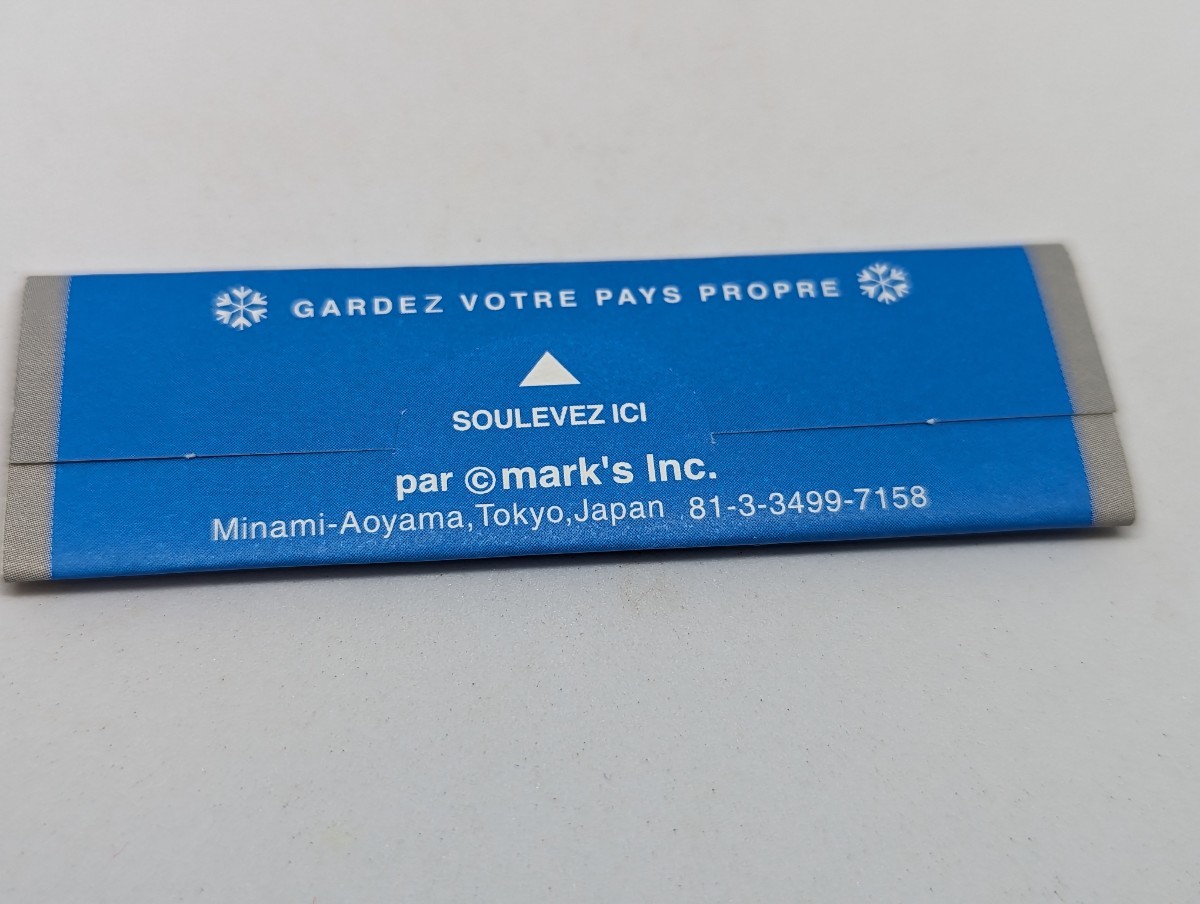 GARDEZ VOTRE PAYS PROPRE
SOULEVEZ ICI
par ©mark's Inc.
Minami-Aoyama,Tokyo,Japan 81-3-3499-7158